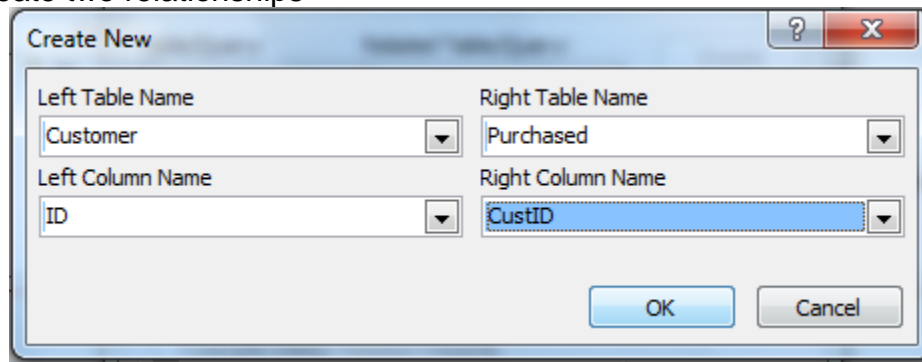 Create New
Left Table Name
Right Table Name
Customer
Purchased
Left Column Name
Right Column Name
ID
CustID
OK
Cancel